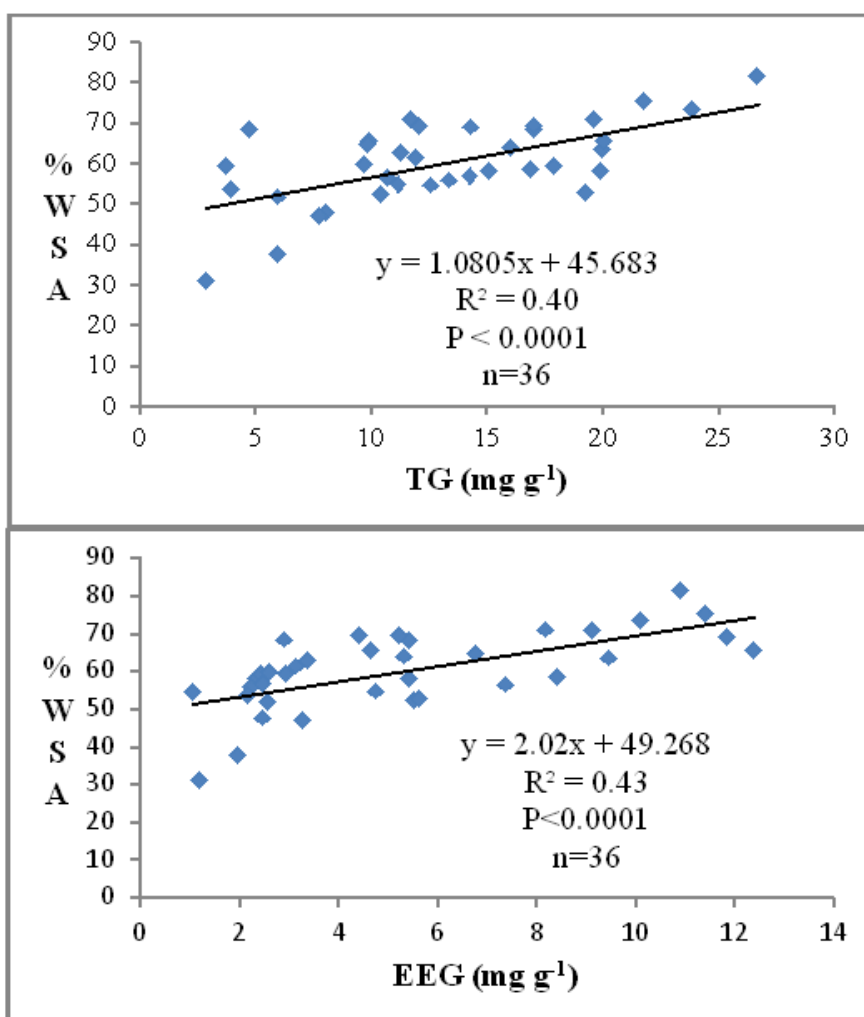 90
80
70
60
50
40
30
20
10
0
% W S A
y = 1.0805x + 45.683
R² = 0.40
P < 0.0001
n=36
0 5 10 15 20 25 30
TG (mg g⁻¹)
90
80
70
60
50
40
30
20
10
0
% W S A
y = 2.02x + 49.268
R² = 0.43
P<0.0001
n=36
0 2 4 6 8 10 12 14
EEG (mg g⁻¹)